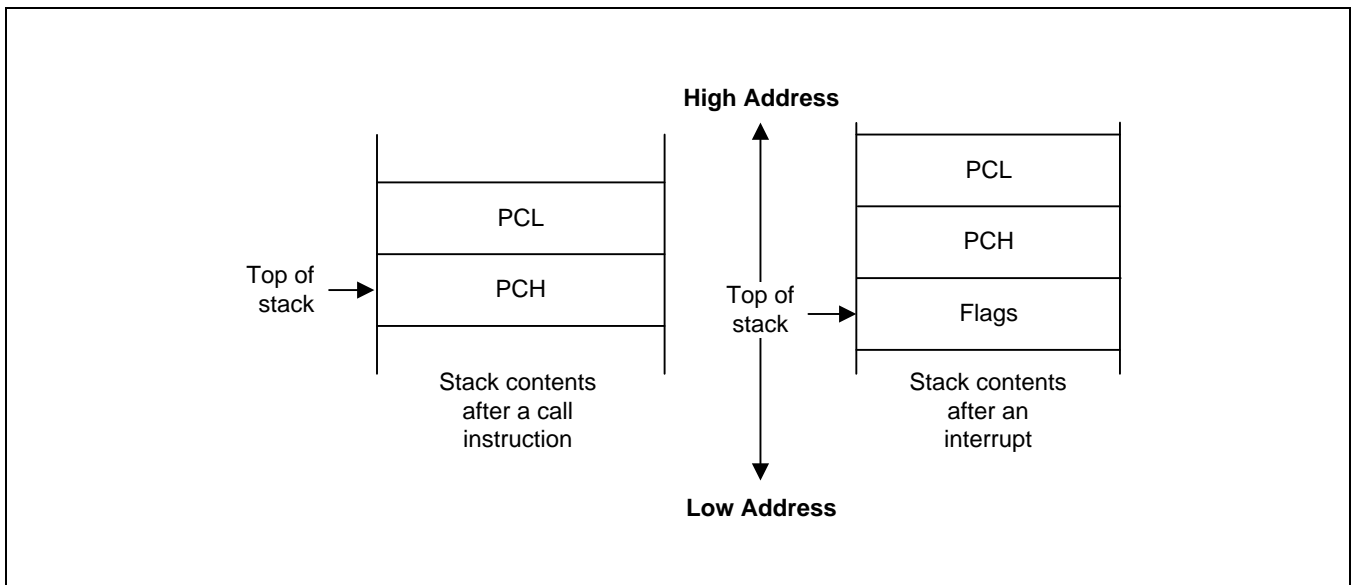 High Address
PCL
PCH
Top of
stack
Stack contents
after a call
instruction
Top of
stack
PCL
PCH
Flags
Stack contents
after an
interrupt
Low Address